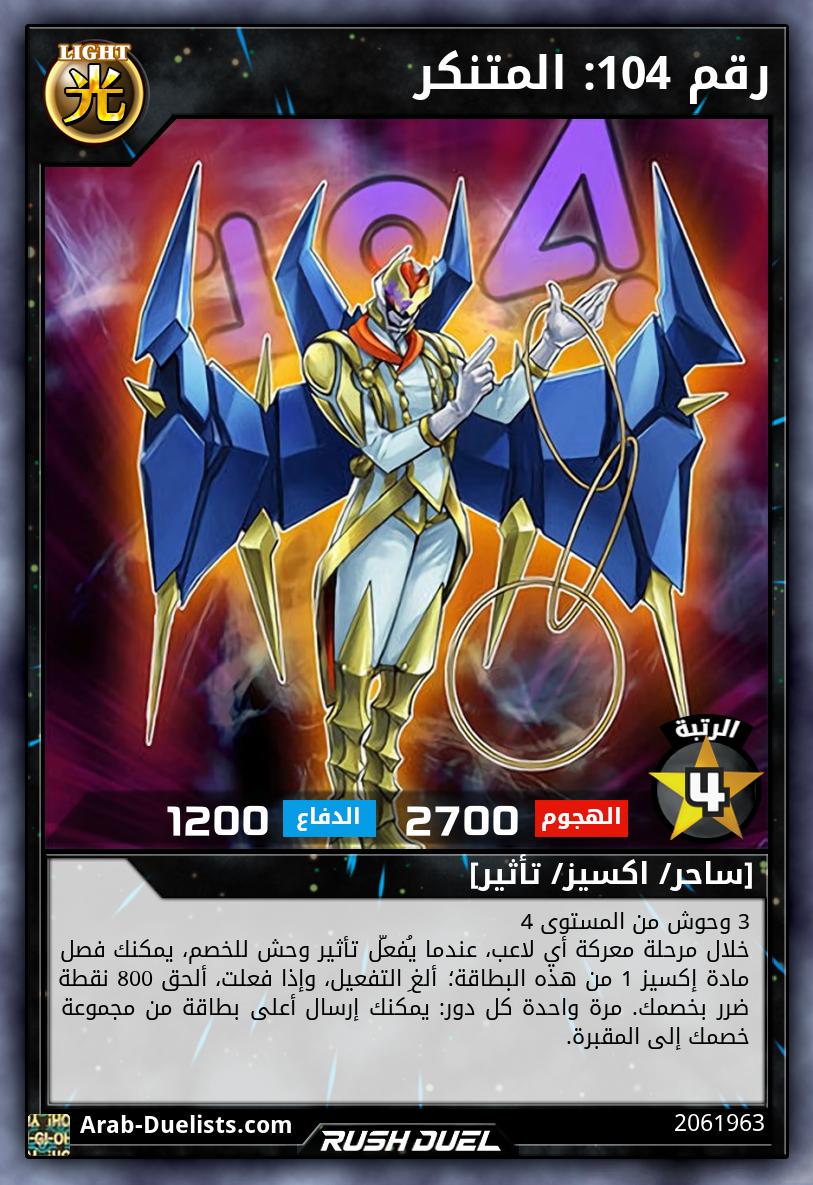 LIGHT
光
رقم 104: المتنكر
104
الرتبة
4
الهجوم 2700 الدفاع 1200
[ساحر/ اكسيز/ تأثير]
3 وحوش من المستوى 4
خلال مرحلة معركة أي لاعب، عندما يُفعلّ تأثير وحش للخصم، يمكنك فصل
مادة إكسيز 1 من هذه البطاقة؛ ألغِ التفعيل، وإذا فعلت، ألحق 800 نقطة
ضرر بخصمك. مرة واحدة كل دور: يمكنك إرسال أعلى بطاقة من مجموعة
خصمك إلى المقبرة.
Arab-Duelists.com
RUSH DUEL
2061963